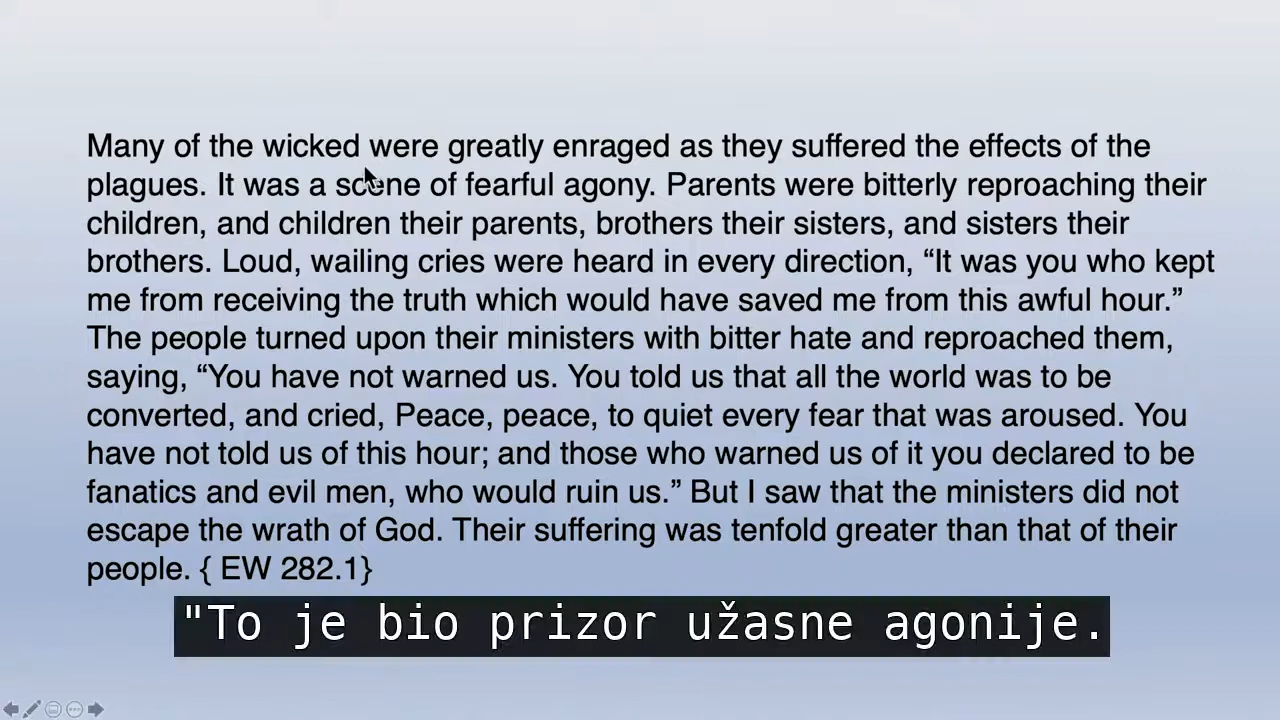 Many of the wicked were greatly enraged as they suffered the effects of the
plagues. It was a scene of fearful agony. Parents were bitterly reproaching their
children, and children their parents, brothers their sisters, and sisters their
brothers. Loud, wailing cries were heard in every direction, “It was you who kept
me from receiving the truth which would have saved me from this awful hour.”
The people turned upon their ministers with bitter hate and reproached them,
saying, “You have not warned us. You told us that all the world was to be
converted, and cried, Peace, peace, to quiet every fear that was aroused. You
have not told us of this hour; and those who warned us of it you declared to be
fanatics and evil men, who would ruin us.” But I saw that the ministers did not
escape the wrath of God. Their suffering was tenfold greater than that of their
people. { EW 282.1}
"To je bio prizor užasne agonije.